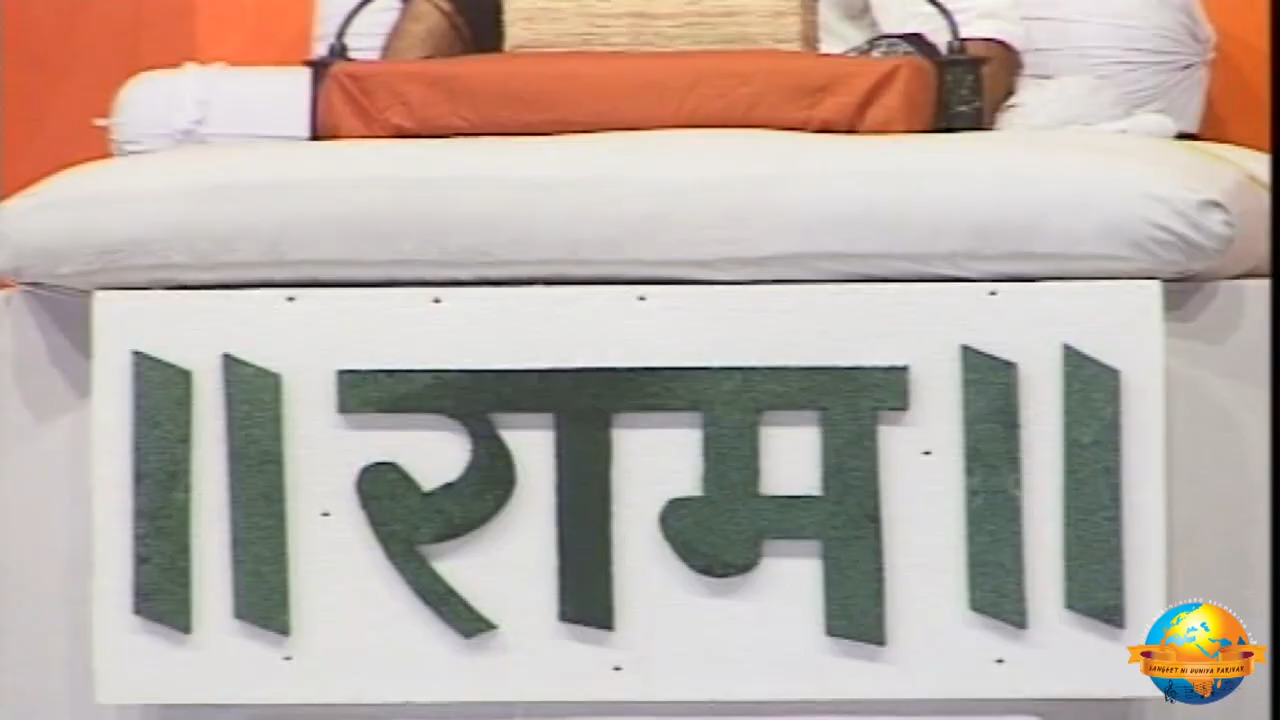 ॥ राम ॥
SANGEET NI DUNIYA PARIVAR